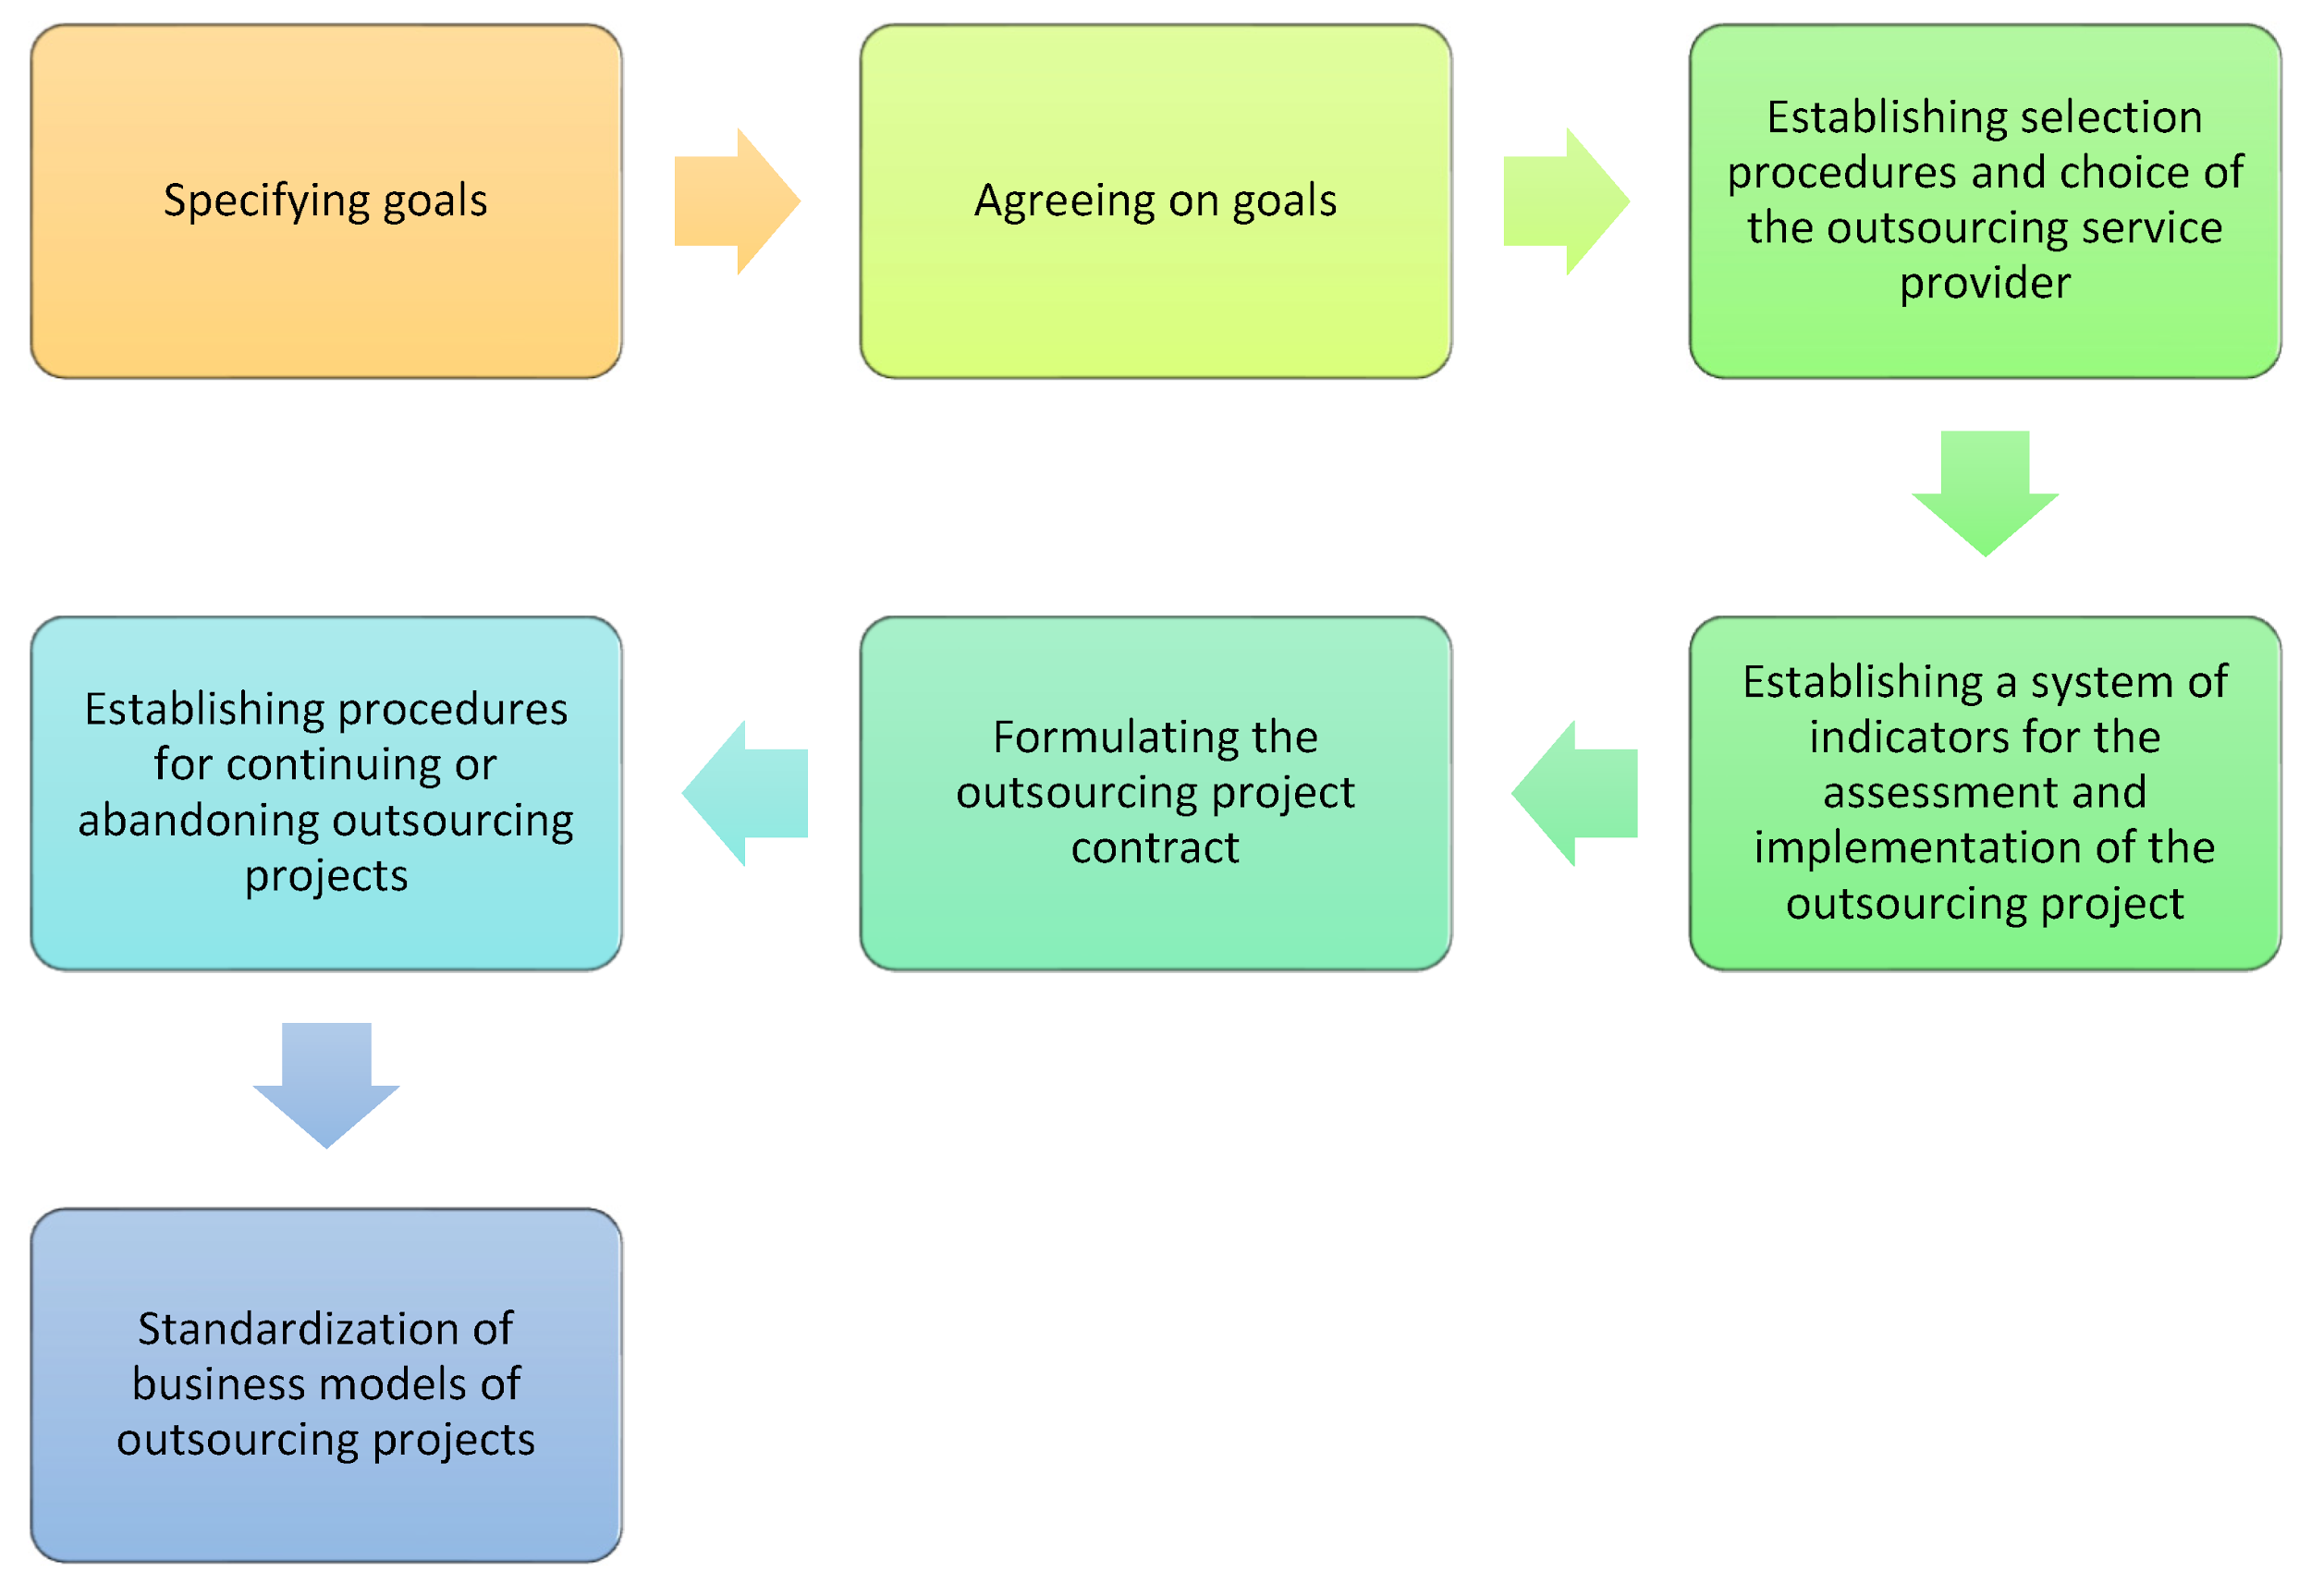 Specifying goals
Agreeing on goals
Establishing selection
procedures and choice of
the outsourcing service
provider
Establishing a system of
indicators for the
assessment and
implementation of the
outsourcing project
Formulating the
outsourcing project
contract
Establishing procedures
for continuing or
abandoning outsourcing
projects
Standardization of
business models of
outsourcing projects